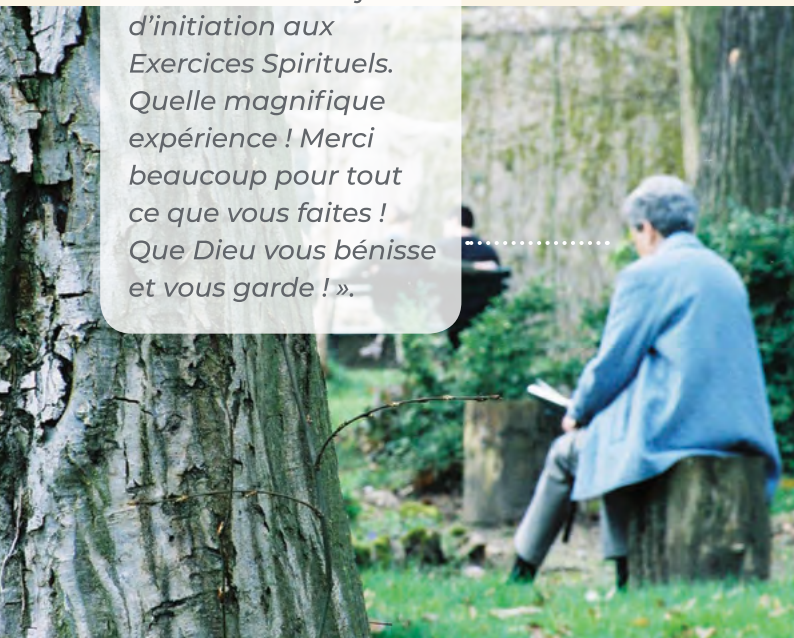 d’initiation aux
Exercices Spirituels.
Quelle magnifique
expérience ! Merci
beaucoup pour tout
ce que vous faites !
Que Dieu vous bénisse
et vous garde ! ».